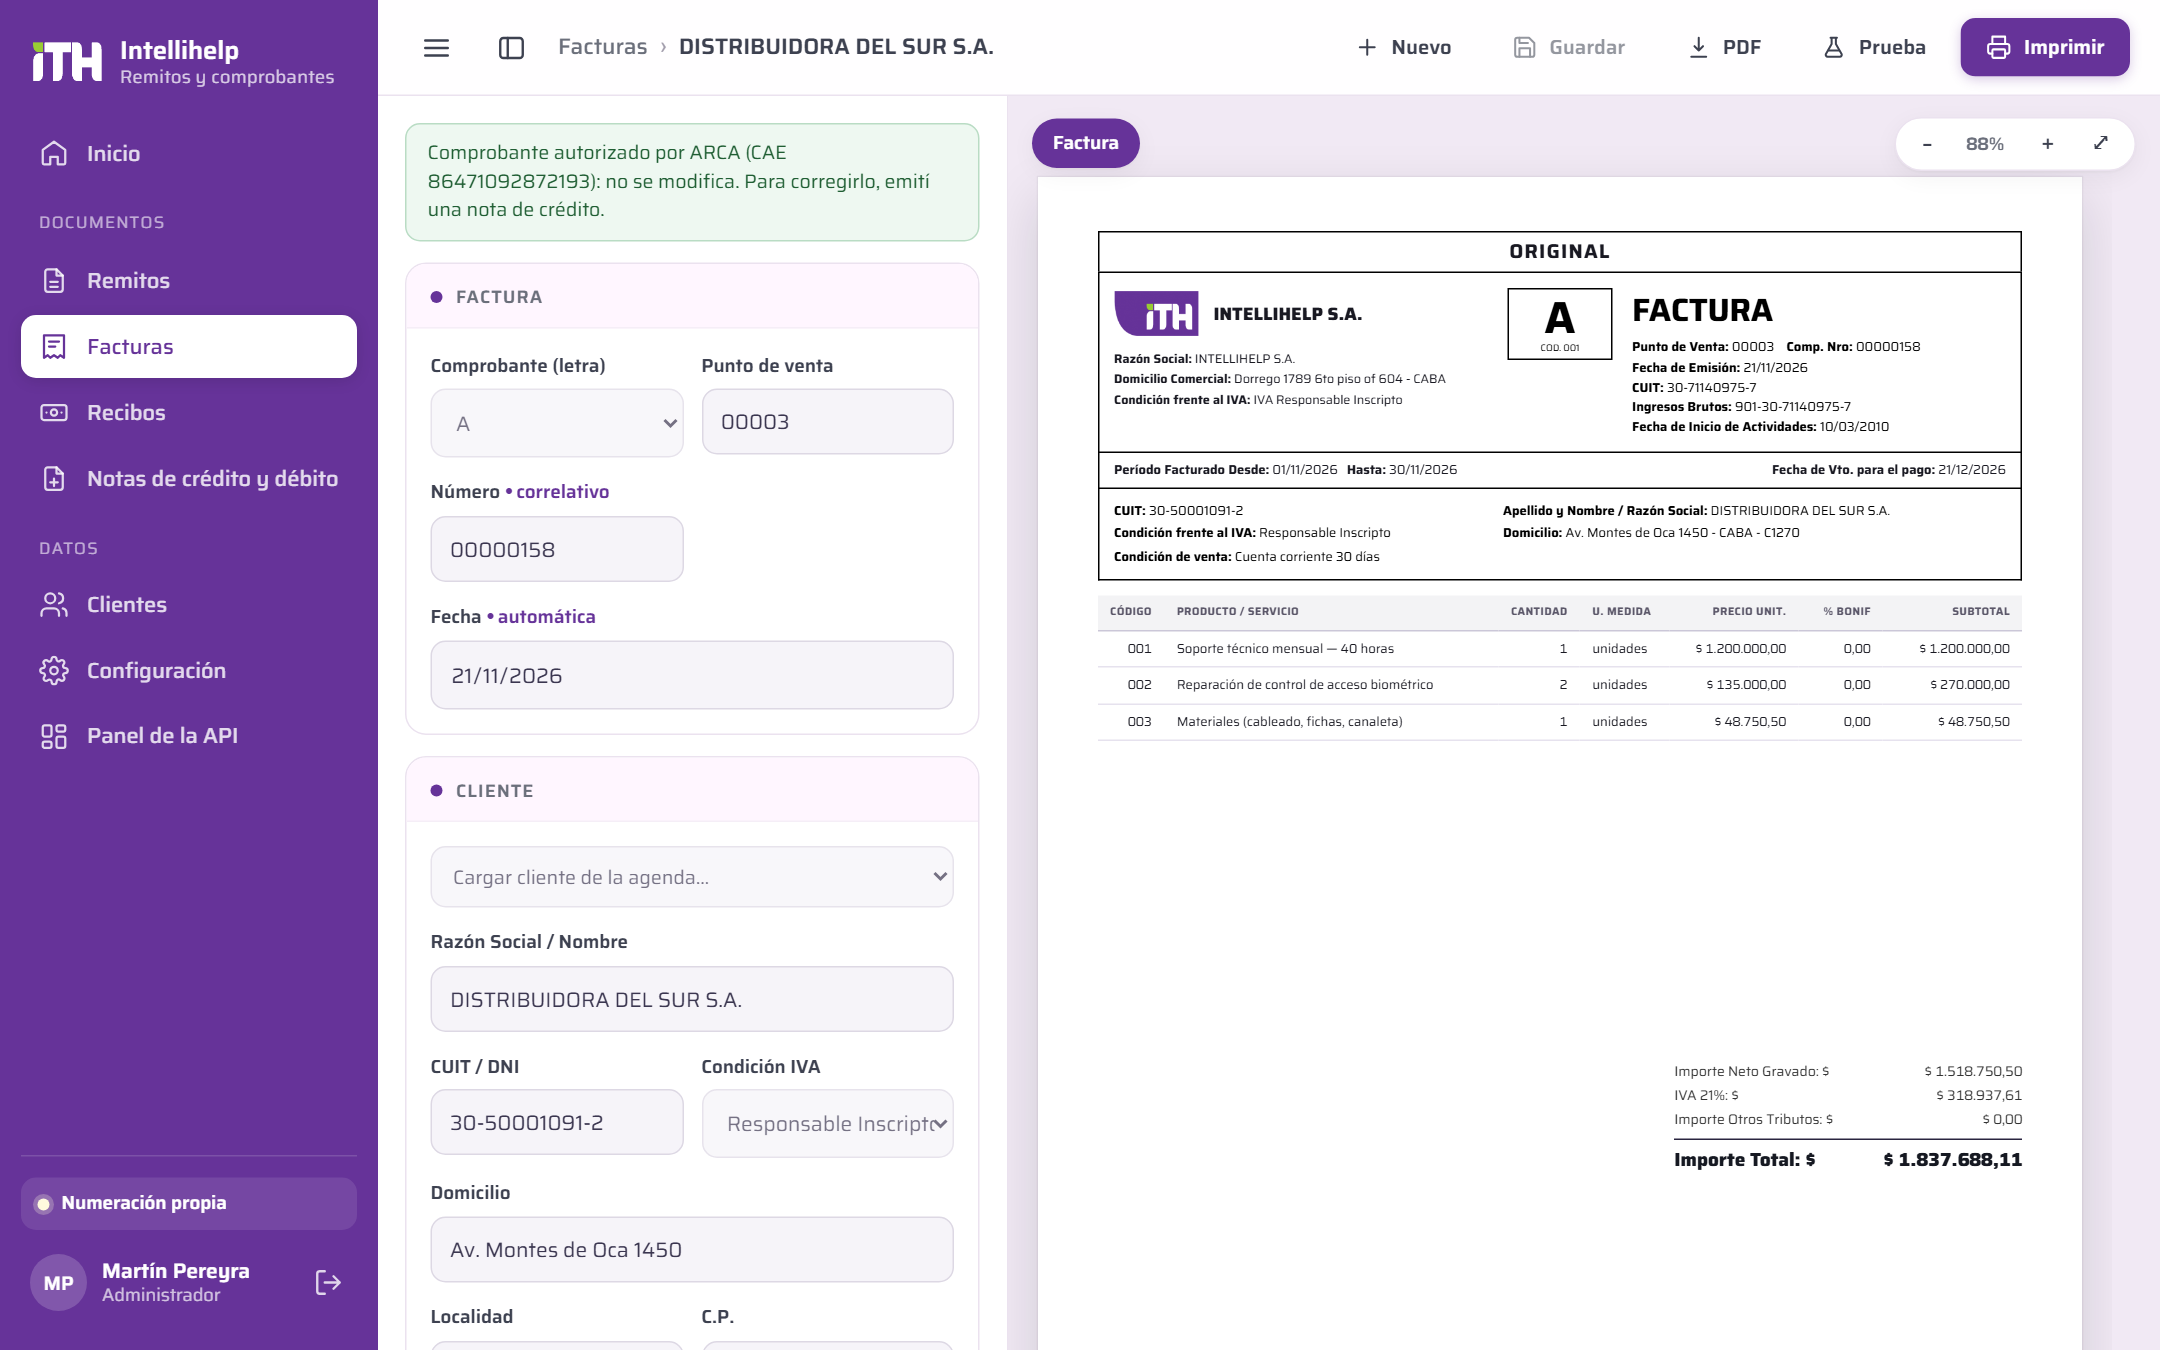 iTH
Intellihelp
Remitos y comprobantes
Inicio
DOCUMENTOS
Remitos
Facturas
Recibos
Notas de crédito y débito
DATOS
Clientes
Configuración
Panel de la API
Numeración propia
MP
Martín Pereyra
Administrador
Facturas › DISTRIBUIDORA DEL SUR S.A.
Nuevo
Guardar
PDF
Prueba
Imprimir
Comprobante autorizado por ARCA (CAE
86471092872193): no se modifica. Para corregirlo, emití
una nota de crédito.
FACTURA
Comprobante (letra)
A
Punto de venta
00003
Número • correlativo
00000158
Fecha • automática
21/11/2026
CLIENTE
Cargar cliente de la agenda...
Razón Social / Nombre
DISTRIBUIDORA DEL SUR S.A.
CUIT / DNI
30-50001091-2
Condición IVA
Responsable Inscripto
Domicilio
Av. Montes de Oca 1450
Localidad
C.P.
Factura
– 88% +
ORIGINAL
iTH
INTELLIHELP S.A.
Razón Social: INTELLIHELP S.A.
Domicilio Comercial: Dorrego 1789 6to piso of 604 - CABA
Condición frente al IVA: IVA Responsable Inscripto
A
COD. 001
FACTURA
Punto de Venta: 00003 Comp. Nro: 00000158
Fecha de Emisión: 21/11/2026
CUIT: 30-71140975-7
Ingresos Brutos: 901-30-71140975-7
Fecha de Inicio de Actividades: 10/03/2010
Período Facturado Desde: 01/11/2026 Hasta: 30/11/2026 Fecha de Vto. para el pago: 21/12/2026
CUIT: 30-50001091-2 Apellido y Nombre / Razón Social: DISTRIBUIDORA DEL SUR S.A.
Condición frente al IVA: Responsable Inscripto Domicilio: Av. Montes de Oca 1450 - CABA - C1270
Condición de venta: Cuenta corriente 30 días
CÓDIGO PRODUCTO / SERVICIO CANTIDAD U. MEDIDA PRECIO UNIT. % BONIF SUBTOTAL
001 Soporte técnico mensual — 40 horas 1 unidades $ 1.200.000,00 0,00 $ 1.200.000,00
002 Reparación de control de acceso biométrico 2 unidades $ 135.000,00 0,00 $ 270.000,00
003 Materiales (cableado, fichas, canaleta) 1 unidades $ 48.750,50 0,00 $ 48.750,50
Importe Neto Gravado: $ $ 1.518.750,50
IVA 21%: $ $ 318.937,61
Importe Otros Tributos: $ $ 0,00
Importe Total: $ $ 1.837.688,11